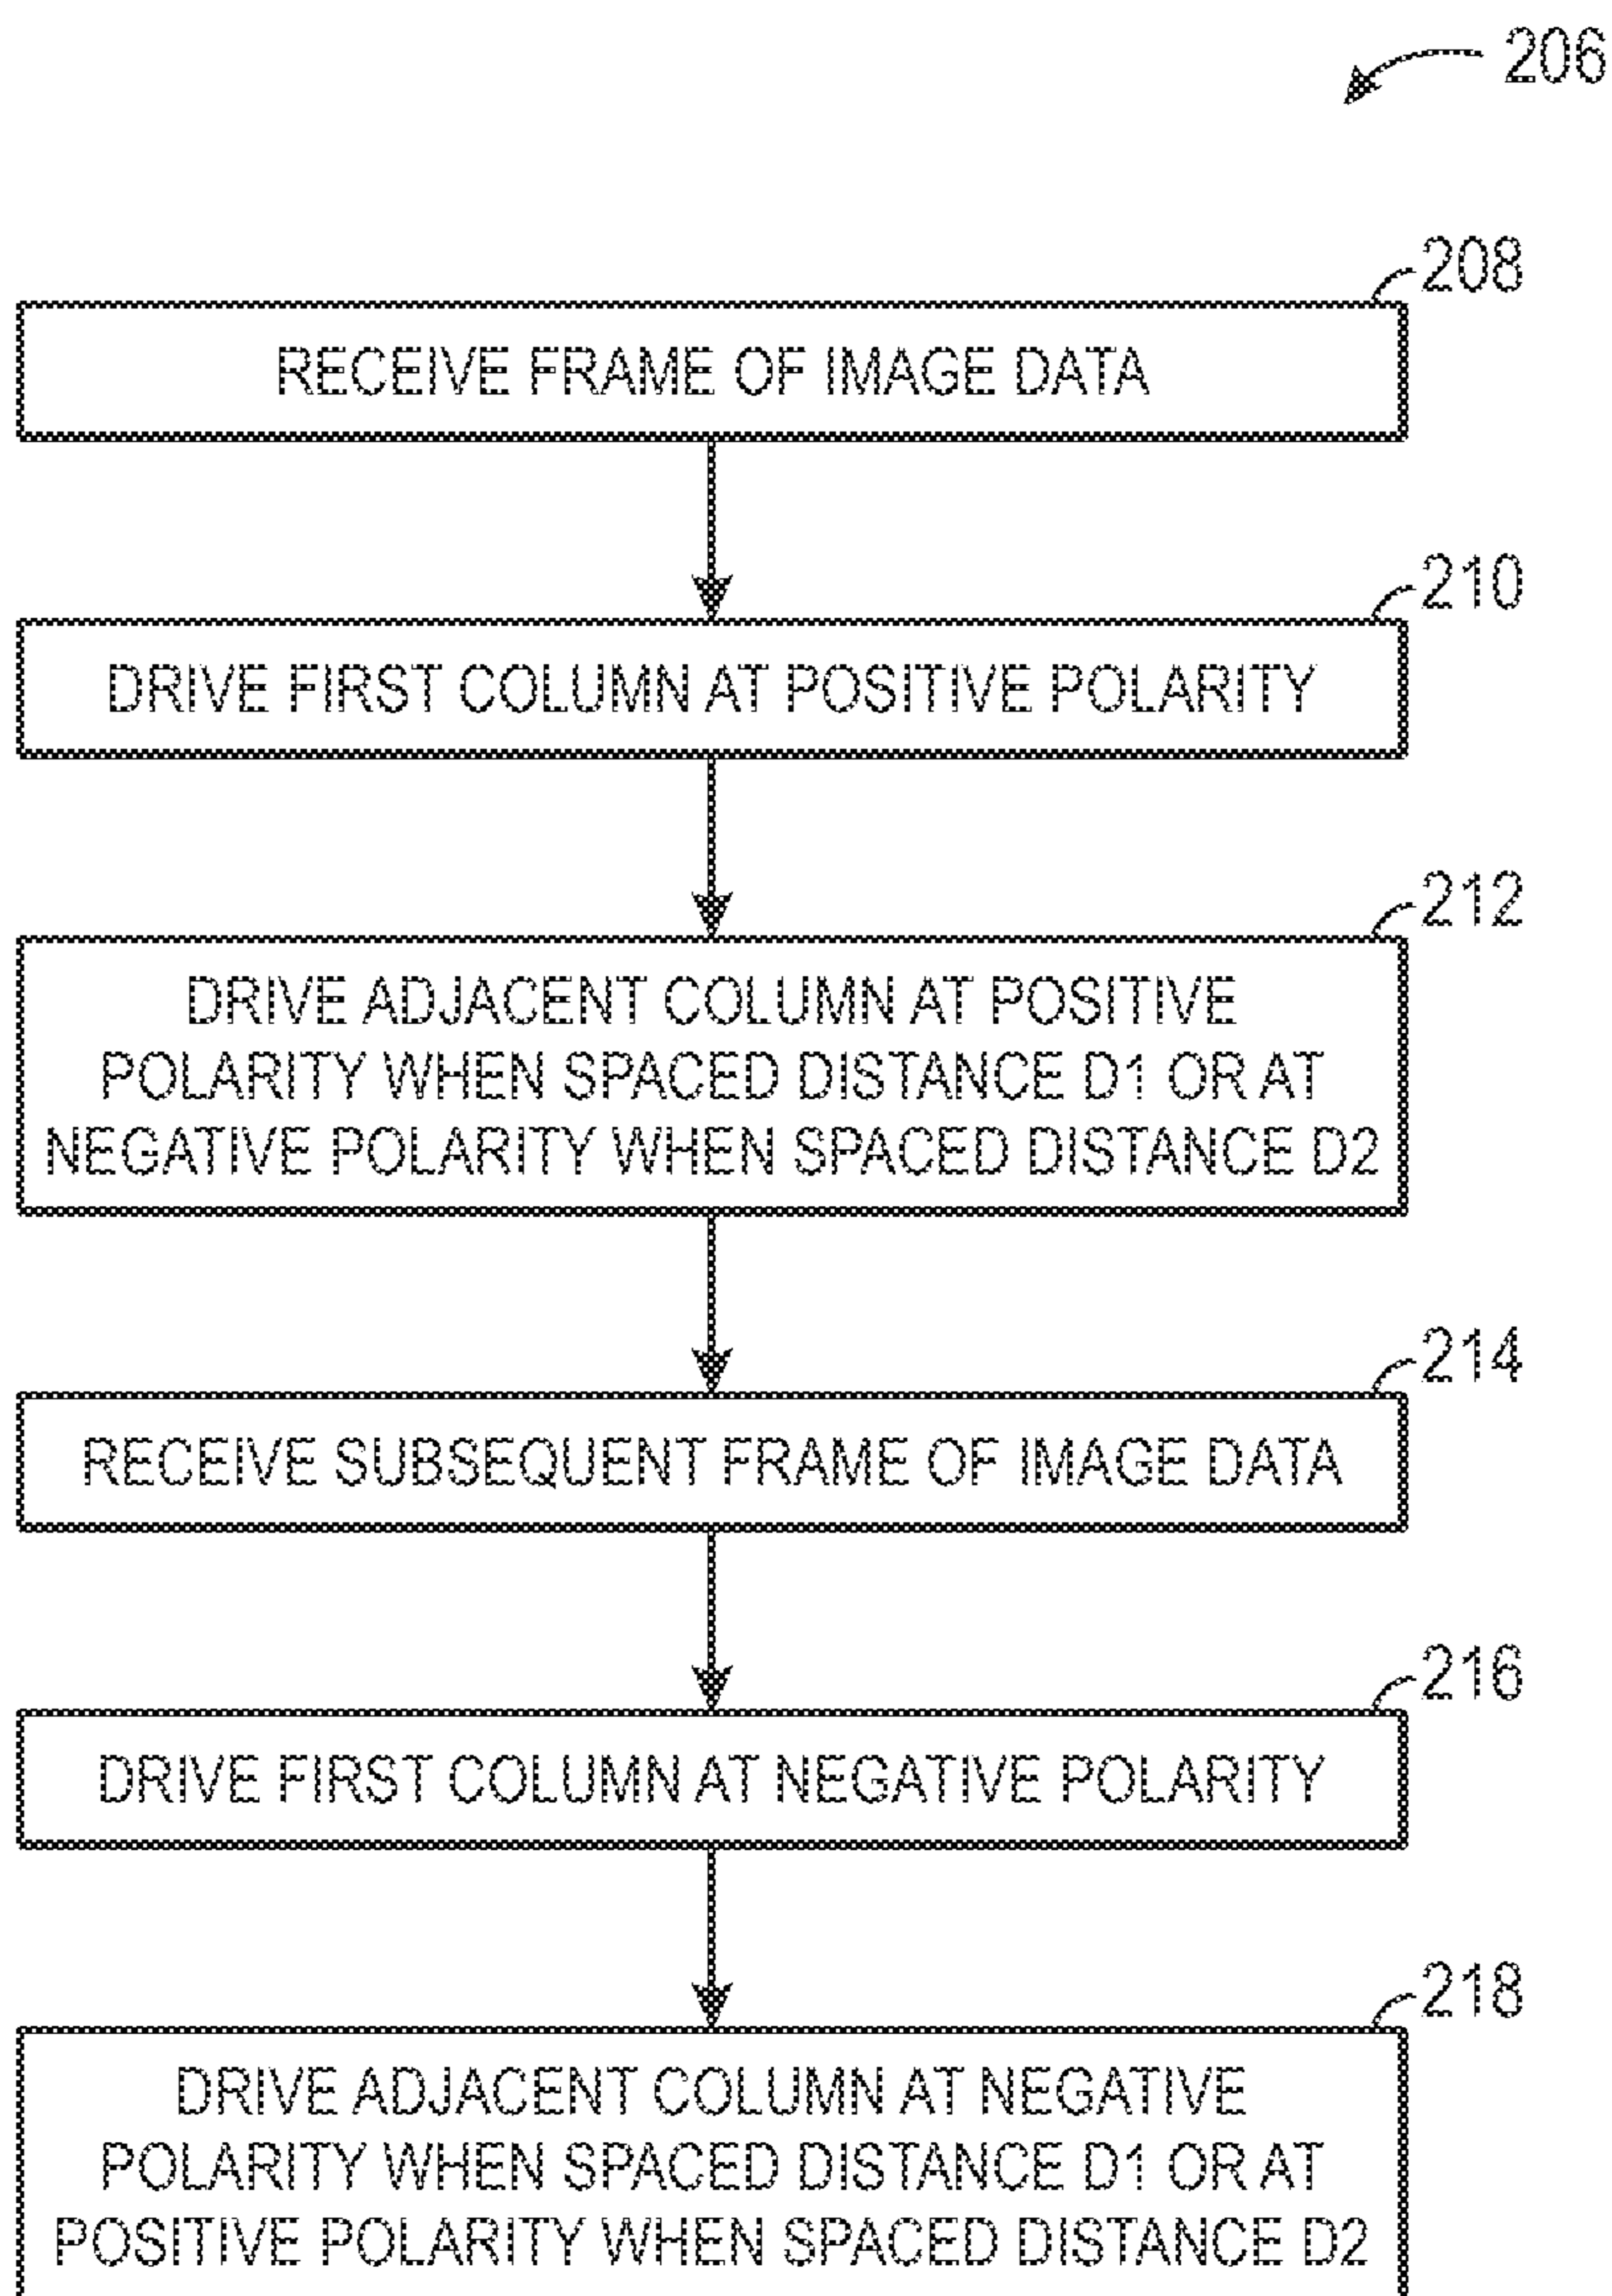 206
208
RECEIVE FRAME OF IMAGE DATA
210
DRIVE FIRST COLUMN AT POSITIVE POLARITY
212
DRIVE ADJACENT COLUMN AT POSITIVE
POLARITY WHEN SPACED DISTANCE D1 OR AT
NEGATIVE POLARITY WHEN SPACED DISTANCE D2
214
RECEIVE SUBSEQUENT FRAME OF IMAGE DATA
216
DRIVE FIRST COLUMN AT NEGATIVE POLARITY
218
DRIVE ADJACENT COLUMN AT NEGATIVE
POLARITY WHEN SPACED DISTANCE D1 OR AT
POSITIVE POLARITY WHEN SPACED DISTANCE D2